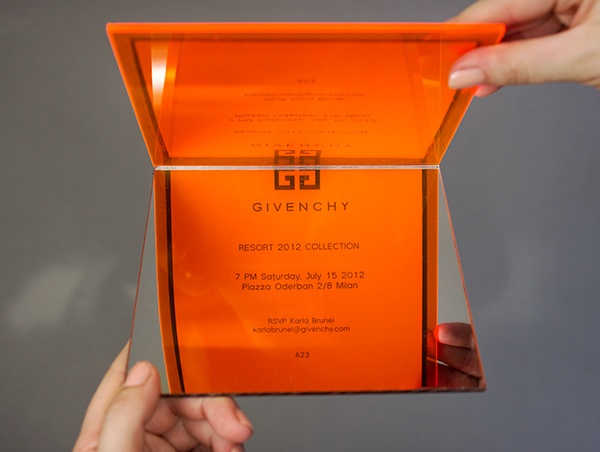 GIVENCHY
RESORT 2012 COLLECTION
7 PM Saturday, July 15 2012
Piazza Oderban 2/8 Milan
RSVP Karla Brunel
karlabrunel@givenchy.com
A23